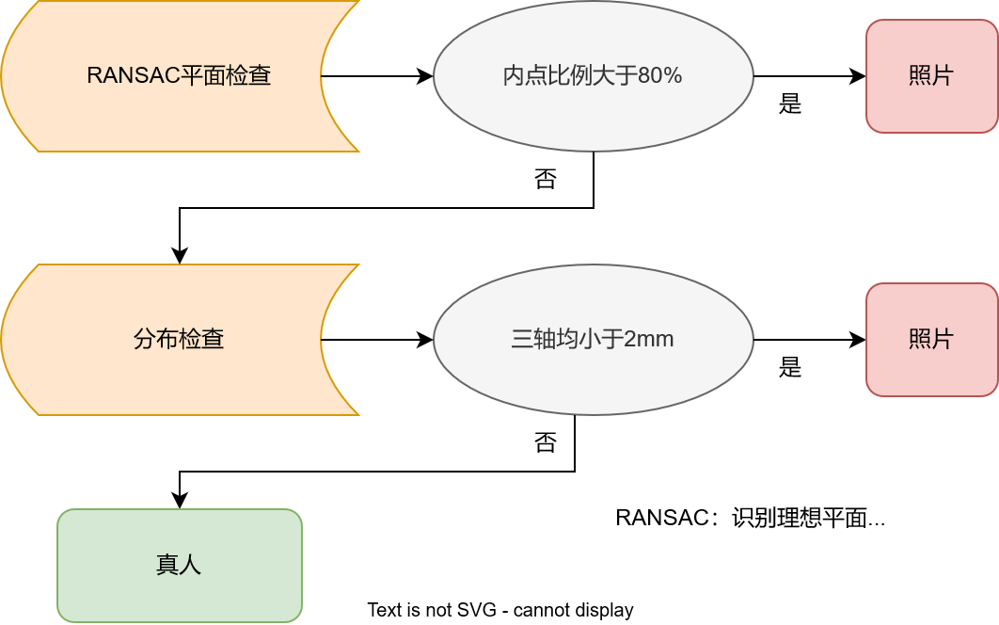 RANSAC平面检查
内点比例大于80%
照片
是
否
分布检查
三轴均小于2mm
照片
是
否
RANSAC：识别理想平面...
真人
Text is not SVG - cannot display